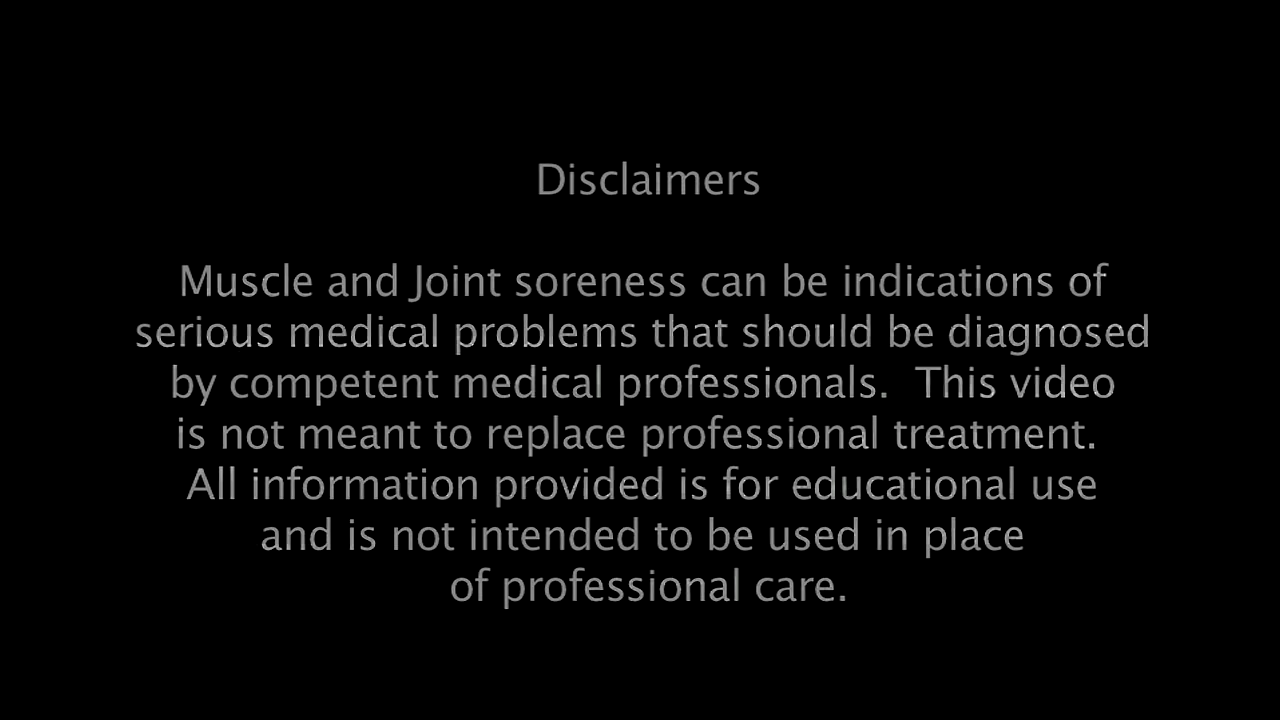 Disclaimers
Muscle and Joint soreness can be indications of
serious medical problems that should be diagnosed
by competent medical professionals.  This video
is not meant to replace professional treatment.
All information provided is for educational use
and is not intended to be used in place
of professional care.